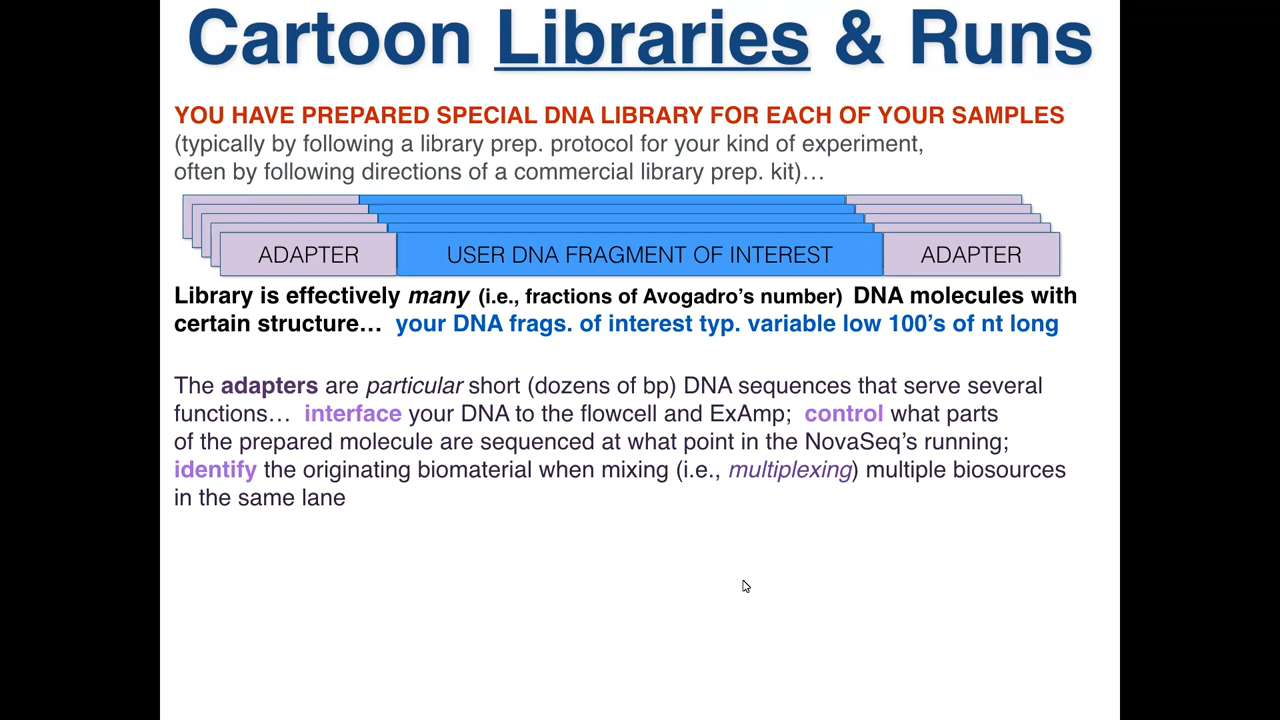 Cartoon Libraries & Runs
YOU HAVE PREPARED SPECIAL DNA LIBRARY FOR EACH OF YOUR SAMPLES
(typically by following a library prep. protocol for your kind of experiment,
often by following directions of a commercial library prep. kit)…
ADAPTER USER DNA FRAGMENT OF INTEREST ADAPTER
Library is effectively many (i.e., fractions of Avogadro’s number) DNA molecules with
certain structure… your DNA frags. of interest typ. variable low 100’s of nt long
The adapters are particular short (dozens of bp) DNA sequences that serve several
functions… interface your DNA to the flowcell and ExAmp; control what parts
of the prepared molecule are sequenced at what point in the NovaSeq’s running;
identify the originating biomaterial when mixing (i.e., multiplexing) multiple biosources
in the same lane